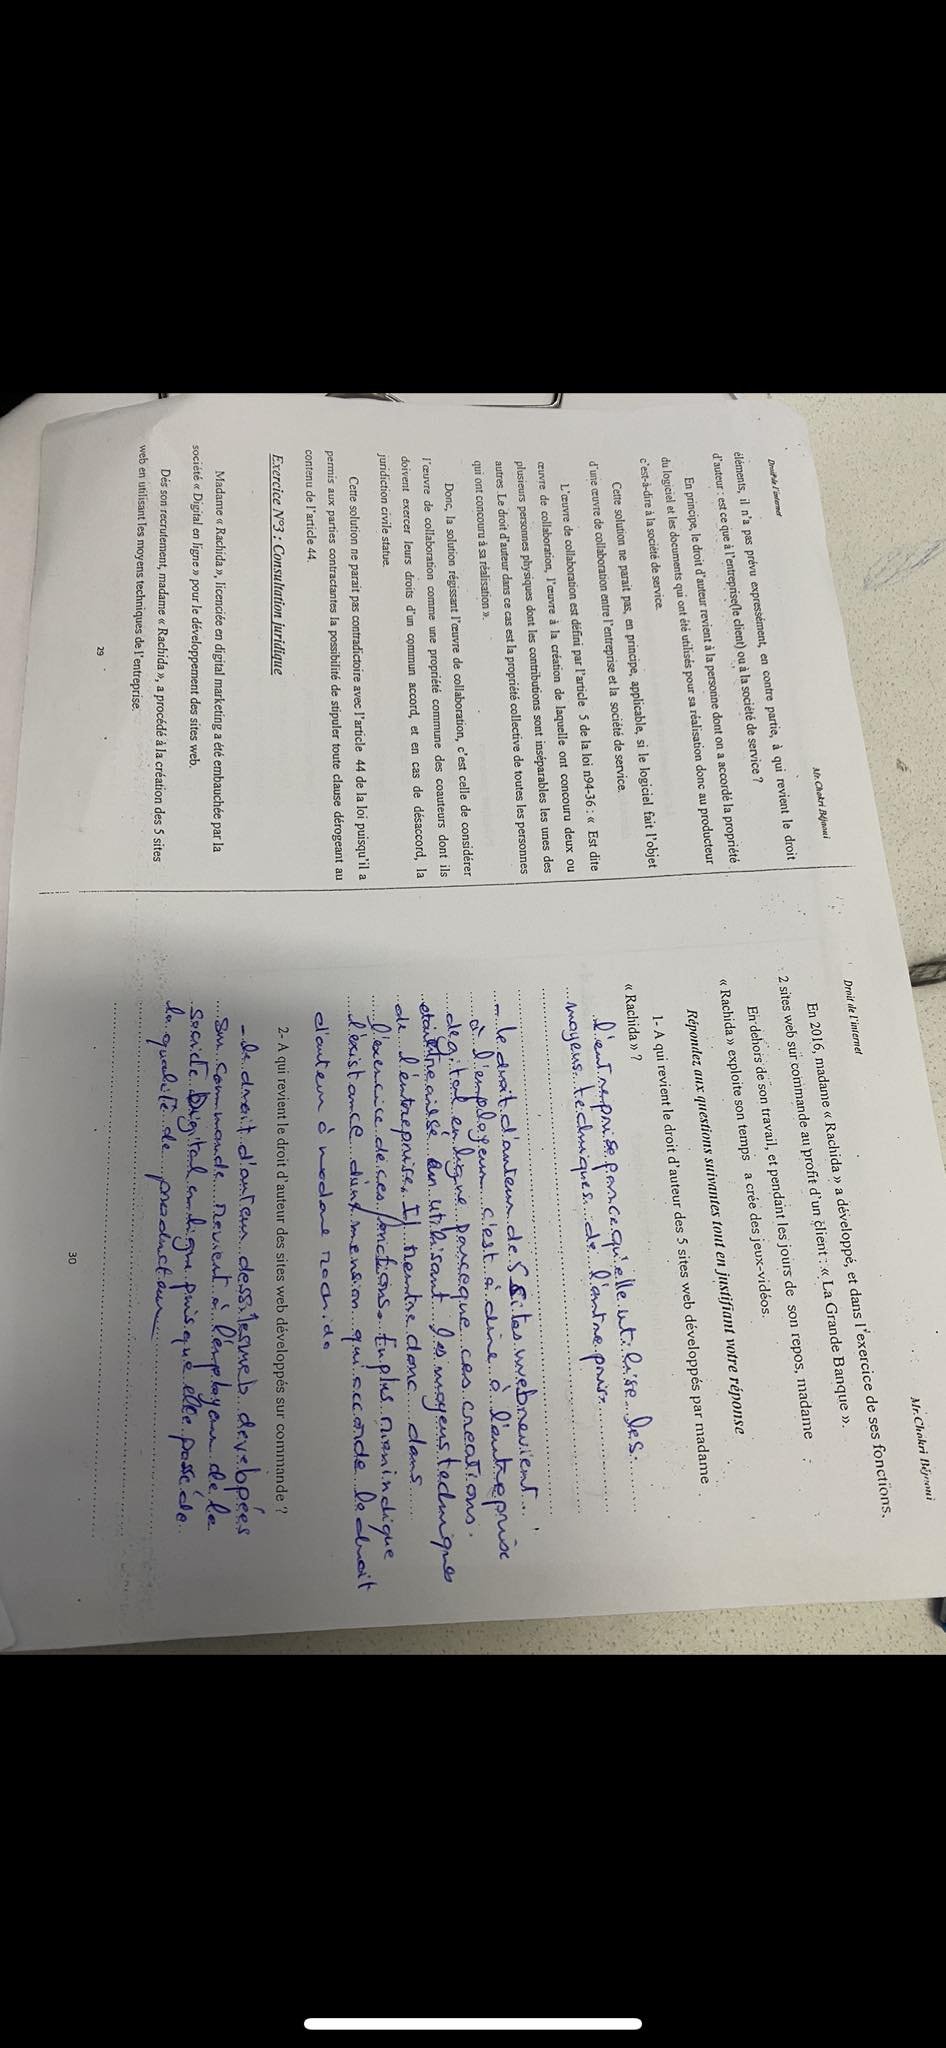 Droit de l'internet
Mr.Chokri Béjaoui
éléments, il n'a pas prévu expressément, en contre partie, à qui revient le droit
d'auteur : est ce que à l'entreprise(le client) ou à la société de service ?
En principe, le droit d'auteur revient à la personne dont on a accordé la propriété
du logiciel et les documents qui ont été utilisés pour sa réalisation donc au producteur
c'est-à-dire à la société de service.
Cette solution ne parait pas, en principe, applicable, si le logiciel fait l'objet
d'une œuvre de collaboration entre l'entreprise et la société de service.
L'œuvre de collaboration est défini par l'article 5 de la loi n94-36 : « Est dite
œuvre de collaboration, l'œuvre à la création de laquelle ont concouru deux ou
plusieurs personnes physiques dont les contributions sont inséparables les unes des
autres. Le droit d'auteur dans ce cas est la propriété collective de toutes les personnes
qui ont concouru à sa réalisation ».
Donc, la solution régissant l'œuvre de collaboration, c'est celle de considérer
l'œuvre de collaboration comme une propriété commune des coauteurs dont ils
doivent exercer leurs droits d'un commun accord, et en cas de désaccord, la
juridiction civile statue.
Cette solution ne parait pas contradictoire avec l'article 44 de la loi puisqu'il a
permis aux parties contractantes la possibilité de stipuler toute clause dérogeant au
contenu de l'article 44.
Exercice N°3 : Consultation juridique
Madame « Rachida », licenciée en digital marketing a été embauchée par la
société « Digital en ligne » pour le développement des sites web.
Dès son recrutement, madame « Rachida », a procédé à la création des 5 sites
web en utilisant les moyens techniques de l'entreprise.
29
Droit de l'internet
Mr.Chokri Béjaoui
En 2016, madame « Rachida » a développé, et dans l'exercice de ses fonctions,
2 sites web sur commande au profit d'un client : « La Grande Banque ».
En dehors de son travail, et pendant les jours de son repos, madame
« Rachida » exploite son temps a crée des jeux-vidéos.
Répondez aux questions suivantes tout en justifiant votre réponse
1- A qui revient le droit d'auteur des 5 sites web développés par madame
« Rachida » ?
l'entreprise parce qu'elle utilise les
moyens techniques de l'entreprise
- le droit d'auteur de 5 sites web revient
à l'employeur c'est à dire à l'entreprise
degital en ligne parceque ces creations
étaient realisé en utilisant les moyens techniques
de l'entreprises. Il rentre donc dans
l'exercice de ces fonctions. En plus rien indique
l'existance d'une mension qui accorde le droit
d'auteur à madame rachida
2- A qui revient le droit d'auteur des sites web développés sur commande ?
- le droit d'auteur des sites web developées
sur commande revient à l'employeur de la
Societe Digital en ligne puisque elle possède
la qualité de producteur
30